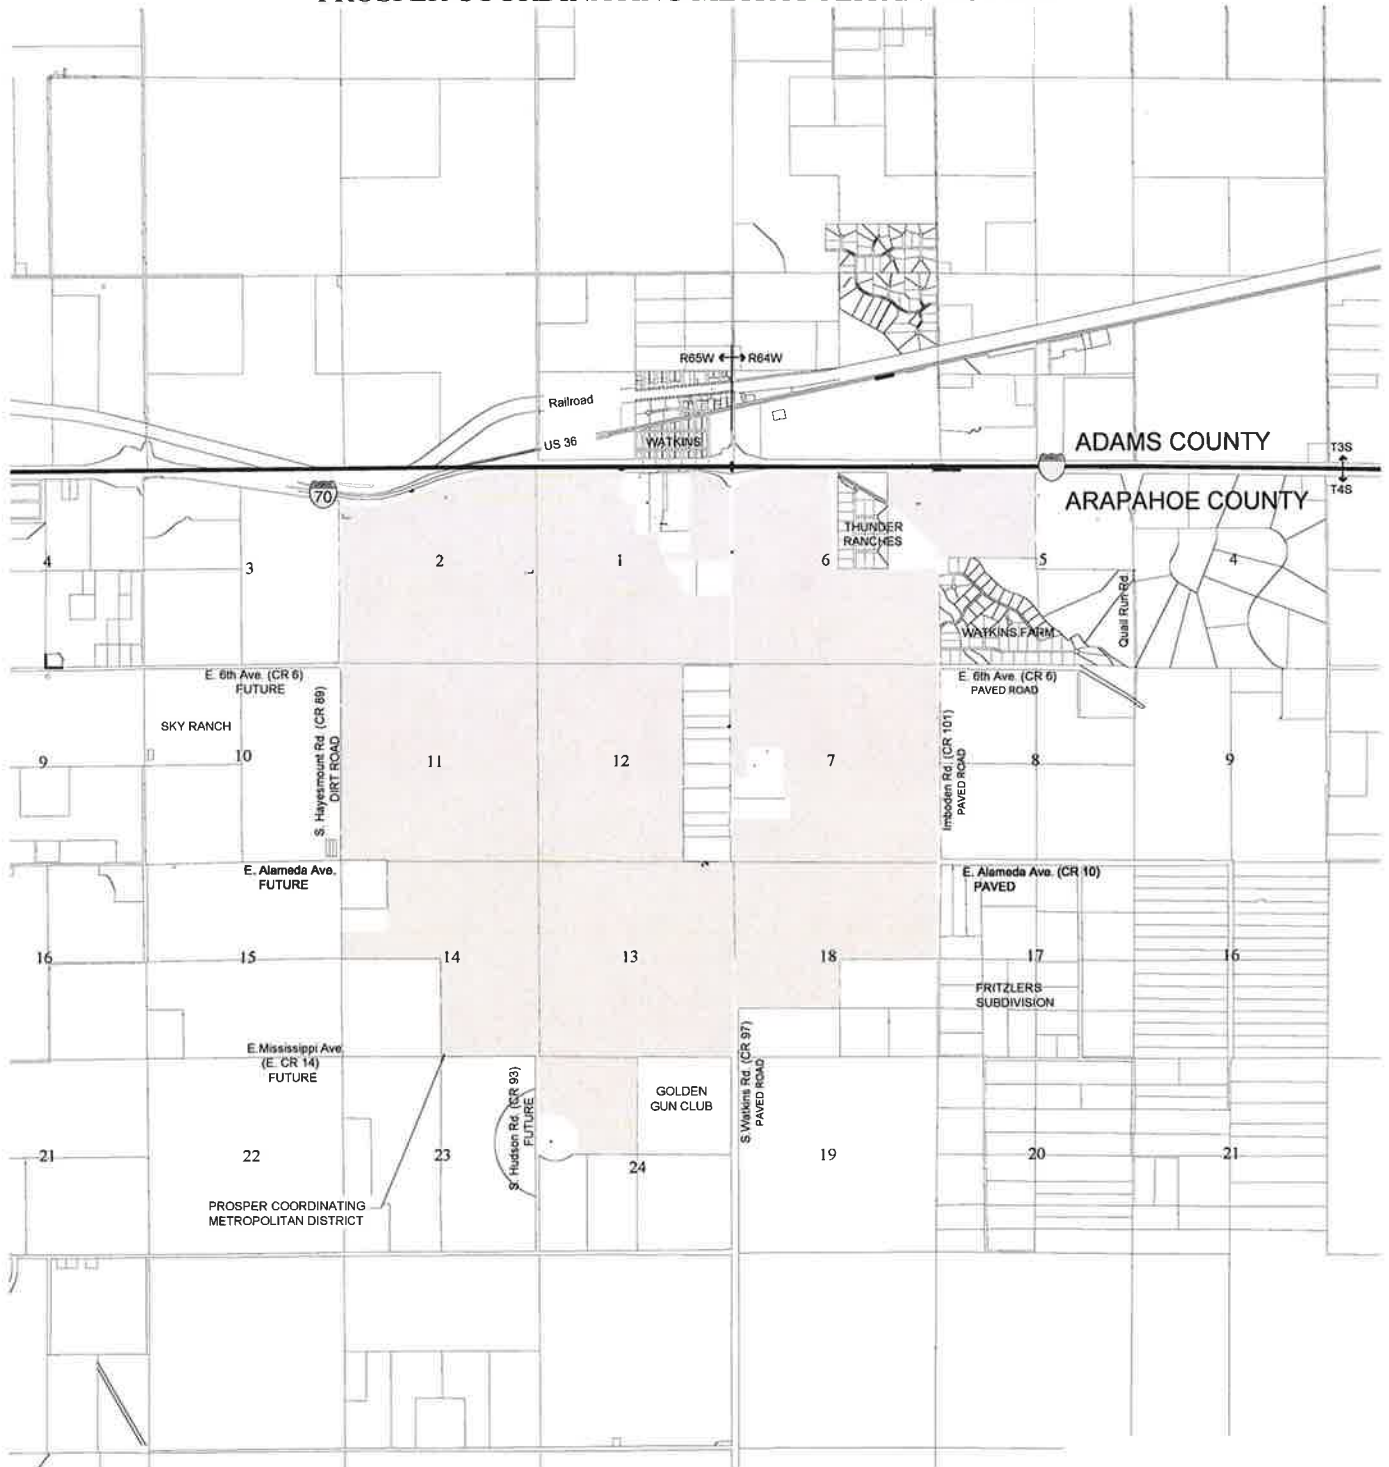 R65W R64W
Railroad
US 36
WATKINS
ADAMS COUNTY
T3S
T4S
70
ARAPAHOE COUNTY
THUNDER
RANCHES
4
3
2
1
6
5
4
Quail Run Rd.
WATKINS FARM
E. 6th Ave. (CR 6)
FUTURE
E. 6th Ave. (CR 6)
PAVED ROAD
SKY RANCH
S. Hayesmount Rd. (CR 89)
DIRT ROAD
Imboden Rd. (CR 101)
PAVED ROAD
9
10
11
12
7
8
9
E. Alameda Ave.
FUTURE
E. Alameda Ave. (CR 10)
PAVED
16
15
14
13
18
17
16
FRITZLERS
SUBDIVISION
E. Mississippi Ave
(E. CR 14)
FUTURE
S. Hudson Rd. (CR 93)
FUTURE
GOLDEN
GUN CLUB
S. Watkins Rd. (CR 97)
PAVED ROAD
21
22
23
24
19
20
21
PROSPER COORDINATING
METROPOLITAN DISTRICT